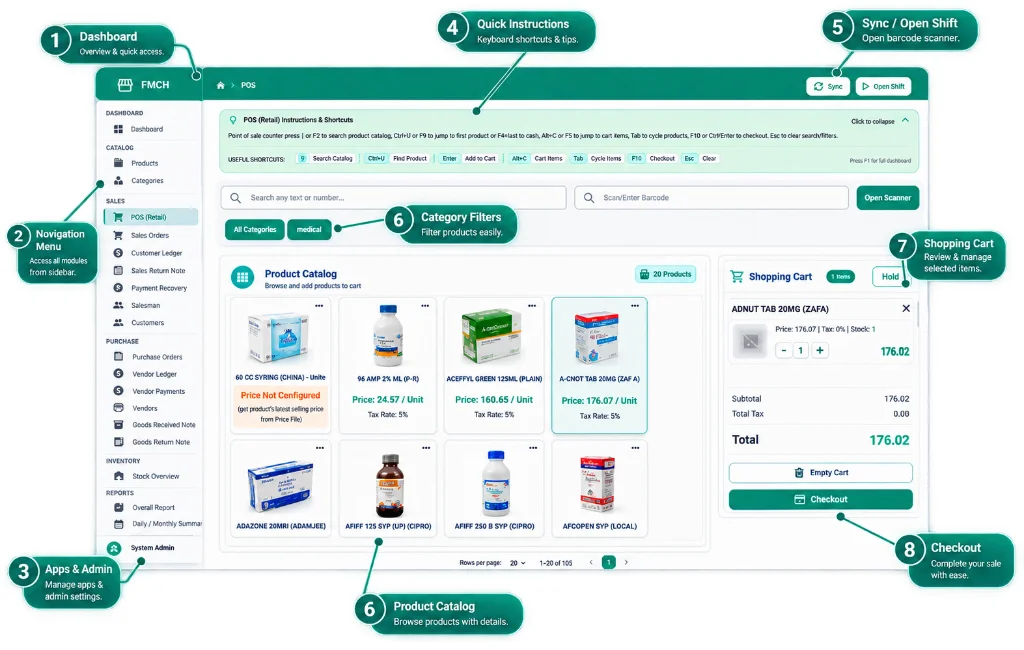 1
Dashboard
Overview & quick access.
4
Quick Instructions
Keyboard shortcuts & tips.
5
Sync / Open Shift
Open barcode scanner.
FMCH
POS
Sync
Open Shift
DASHBOARD
Dashboard
CATALOG
Products
Categories
SALES
POS (Retail)
Sales Orders
Customer Ledger
Sales Return Note
Payment Recovery
Salesman
Customers
PURCHASE
Purchase Orders
Vendor Ledger
Vendor Payments
Vendors
Goods Received Note
Goods Return Note
INVENTORY
Stock Overview
REPORTS
Overall Report
Daily / Monthly Summar
System Admin
2
Navigation
Menu
Access all modules
from sidebar.
3
Apps & Admin
Manage apps &
admin settings.
POS (Retail) Instructions & Shortcuts
Click to collapse
Point of sale counter press | or F2 to search product catalog, Ctrl+U or F9 to jump to first product or F4=last to cash, Alt+C or F5 to jump to cart items, Tab to cycle products, F10 or Ctrl/Enter to checkout. Esc to clear search/filters.
USEFUL SHORTCUTS: 9 Search Catalog Ctrl+U Find Product Enter Add to Cart Alt+C Cart Items Tab Cycle Items F10 Checkout Esc Clear
Press F1 for full dashboard
Search any text or number...
Scan/Enter Barcode
Open Scanner
All Categories
medical
6
Category Filters
Filter products easily.
7
Shopping Cart
Review & manage
selected items.
Product Catalog
Browse and add products to cart
20 Products
60 CC SYRING (CHINA) - Unite
Price Not Configured
(get product's latest selling price
from Price File)
96 AMP 2% ML (P-R)
Price: 24.57 / Unit
Tax Rate: 5%
ACEFFYL GREEN 125ML (PLAIN)
Price: 160.65 / Unit
Tax Rate: 5%
A-CNOT TAB 20MG (ZAF A)
Price: 176.07 / Unit
Tax Rate: 5%
ADAZONE 20MRI (ADAMJEE)
AFIFF 125 SYP (UP) (CIPRO)
AFIFF 250 B SYP (CIPRO)
AFCOPEN SYP (LOCAL)
Rows per page: 20
1-20 of 105
1
Shopping Cart
1 Items
Hold
ADNUT TAB 20MG (ZAFA)
Price: 176.07 | Tax: 0% | Stock: 1
- 1 +
176.02
Subtotal 176.02
Total Tax 0.00
Total 176.02
Empty Cart
Checkout
8
Checkout
Complete your sale
with ease.
6
Product Catalog
Browse products with details.